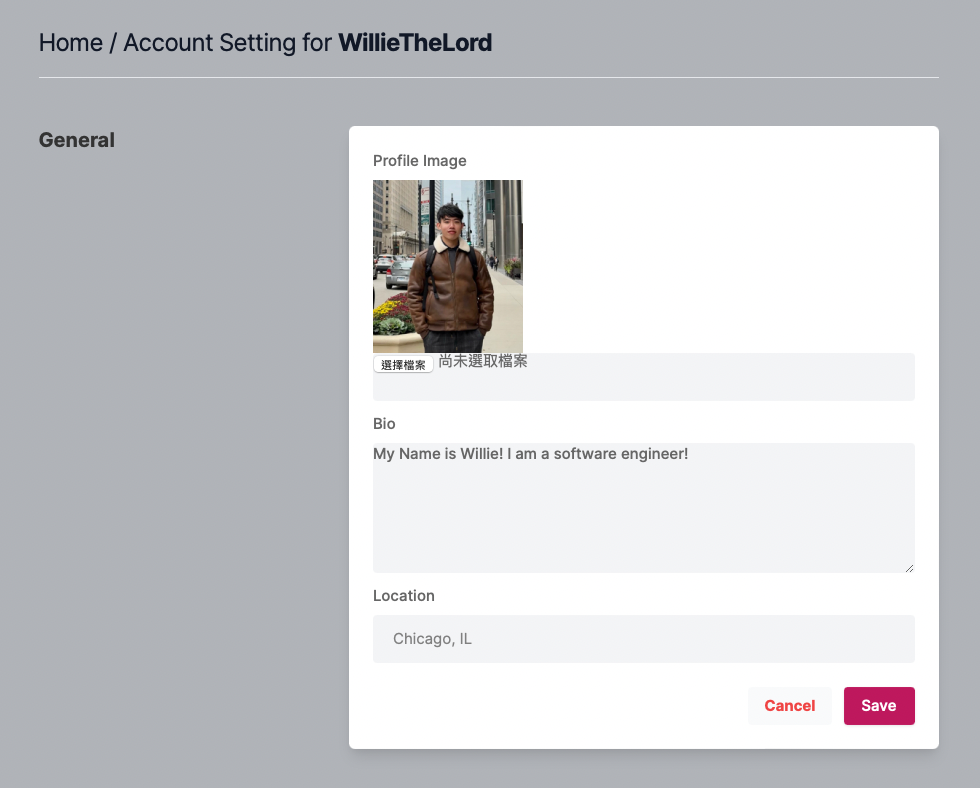 Home / Account Setting for WillieTheLord
General
Profile Image
選擇檔案 尚未選取檔案
Bio
My Name is Willie! I am a software engineer!
Location
Chicago, IL
Cancel Save